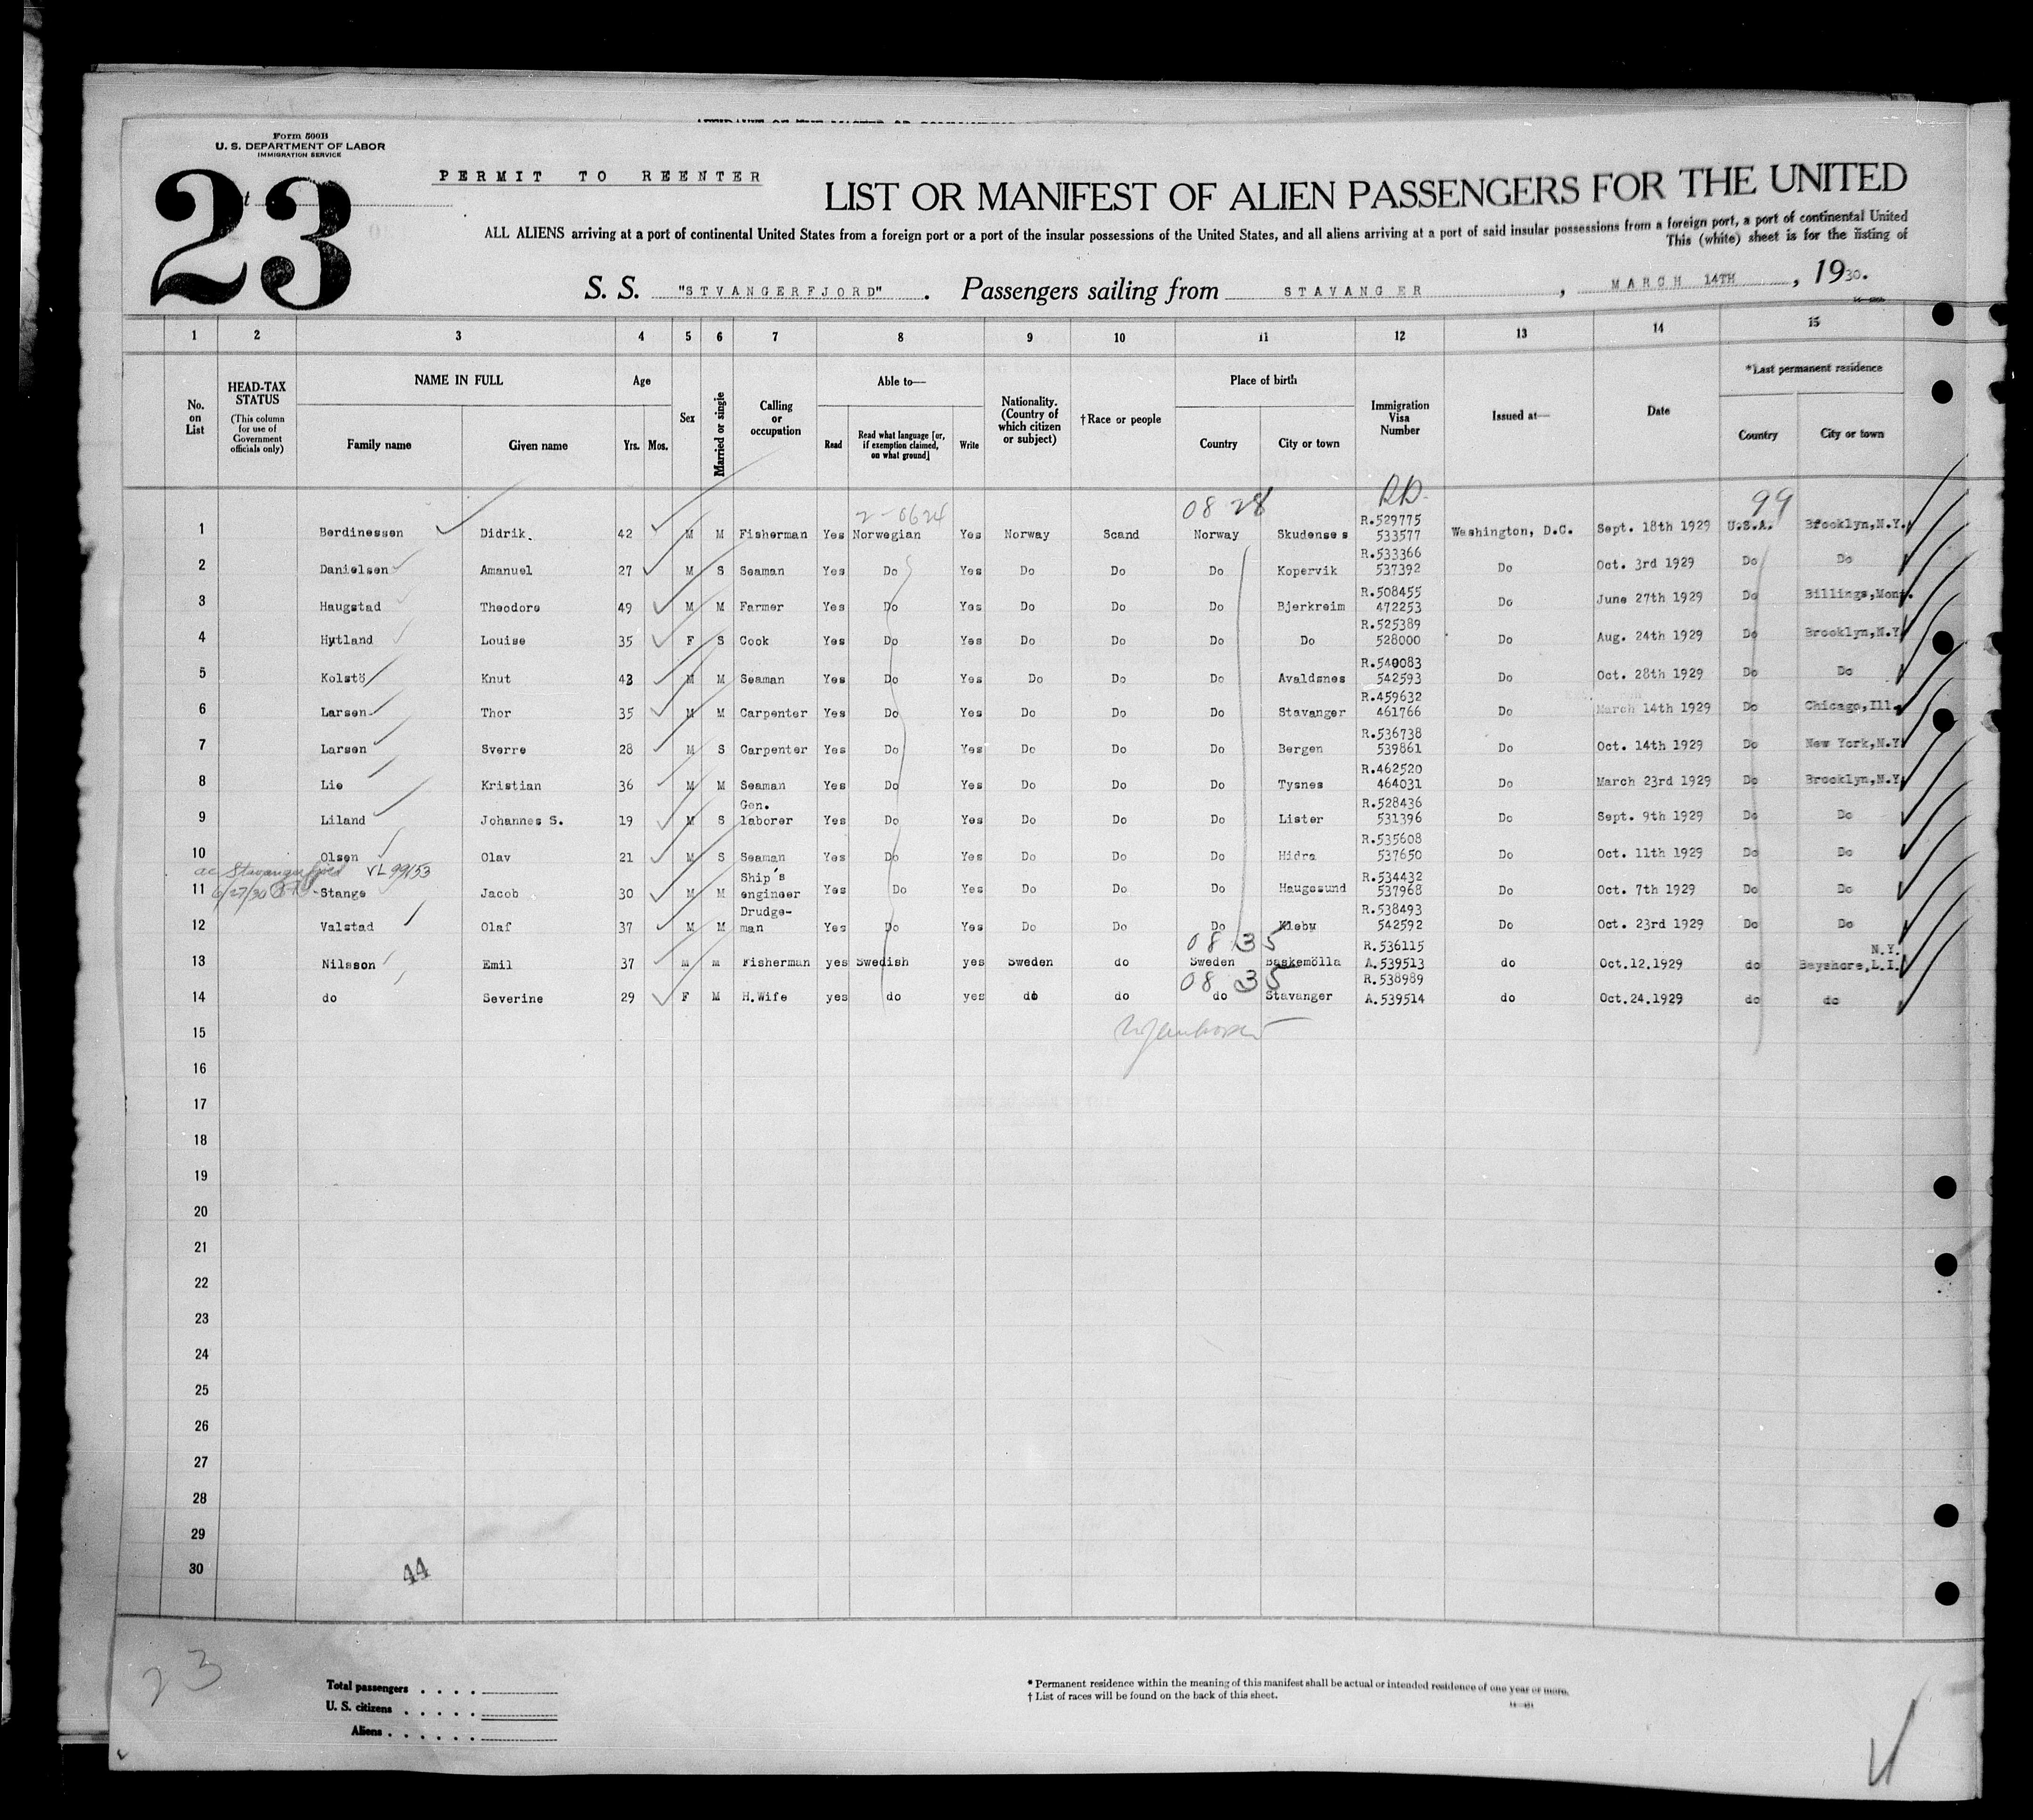 Form 500B
U. S. DEPARTMENT OF LABOR
IMMIGRATION SERVICE
23
PERMIT TO REENTER
LIST OR MANIFEST OF ALIEN PASSENGERS FOR THE UNITED
ALL ALIENS arriving at a port of continental United States from a foreign port or a port of the insular possessions of the United States, and all aliens arriving at a port of said insular possessions from a foreign port, a port of continental United
This (white) sheet is for the listing of
S. S. "STVANGERFJORD" . Passengers sailing from STAVANGER , MARCH 14TH , 1930.
1 2 3 4 5 6 7 8 9 10 11 12 13 14 15
No. on List
HEAD-TAX STATUS
(This column for use of Government officials only)
NAME IN FULL
Family name Given name
Age
Yrs. Mos.
Sex
Married or single
Calling or occupation
Able to—
Read
Read what language [or, if exemption claimed, on what ground]
Write
Nationality. (Country of which citizen or subject)
†Race or people
Place of birth
Country City or town
Immigration Visa Number
Issued at—
Date
*Last permanent residence
Country City or town
2-0624 08 28 99
1 Berdinessen Didrik. 42 M M Fisherman Yes Norwegian Yes Norway Scand Norway Skudenses R.529775 533577 Washington, D.C. Sept. 18th 1929 U.S.A. Brooklyn,N.Y.
2 Danielsen Amanuel 27 M S Seaman Yes Do Yes Do Do Do Kopervik R.533366 537392 Do Oct. 3rd 1929 Do Do
3 Haugstad Theodore 49 M M Farmer Yes Do Yes Do Do Do Bjerkreim R.508455 472253 Do June 27th 1929 Do Billings,Mont.
4 Hytland Louise 35 F S Cook Yes Do Yes Do Do Do Do R.525389 528000 Do Aug. 24th 1929 Do Brooklyn,N.Y
5 Kolstö Knut 43 M M Seaman Yes Do Yes Do Do Do Avaldsnes R.540083 542593 Do Oct. 28th 1929 Do Do
6 Larsen Thor 35 M M Carpenter Yes Do Yes Do Do Do Stavanger R.459632 461766 Do March 14th 1929 Do Chicago,Ill.
7 Larsen Sverre 28 M S Carpenter Yes Do Yes Do Do Do Bergen R.536738 539861 Do Oct. 14th 1929 Do New York,N.Y
8 Lie Kristian 36 M M Seaman Yes Do Yes Do Do Do Tysnes R.462520 464031 Do March 23rd 1929 Do Brooklyn,N.Y
9 Liland Johannes S. 19 M S Gen. laborer Yes Do Yes Do Do Do Lister R.528436 531396 Do Sept. 9th 1929 Do Do
10 Olsen Olav 21 M S Seaman Yes Do Yes Do Do Do Hidra R.535608 537650 Do Oct. 11th 1929 Do Do
Stavangerfjord VL 99153
6/27/30
11 Stange Jacob 30 M M Ship's engineer Yes Do Yes Do Do Do Haugesund R.534432 537968 Do Oct. 7th 1929 Do Do
12 Valstad Olaf 37 M M Drudge-man Yes Do Yes Do Do Do Klebu R.538493 542592 Do Oct. 23rd 1929 Do Do
08 35
13 Nilsson Emil 37 M M Fisherman yes Swedish yes Sweden do Sweden Baskemölla R.536115 A.539513 do Oct.12.1929 do N.Y. Bayshore,L.I.
08 35
14 do Severine 29 F M H.Wife yes do yes do do do Stavanger R.538989 A.539514 do Oct.24.1929 do do
15
16
17
18
19
20
21
22
23
24
25
26
27
28
29
30
44
23
Total passengers
U. S. citizens
Aliens
* Permanent residence within the meaning of this manifest shall be actual or intended residence of one year or more.
† List of races will be found on the back of this sheet.